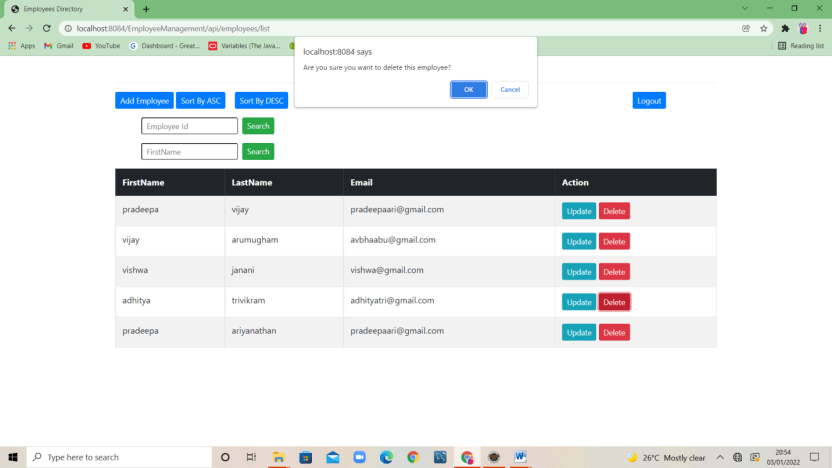 Employees Directory
localhost:8084/EmployeeManagement/api/employees/list
Apps Gmail YouTube Dashboard - Great... Variables (The Java... Reading list
localhost:8084 says
Are you sure you want to delete this employee?
OK Cancel
Add Employee Sort By ASC Sort By DESC Logout
Employee Id Search
FirstName Search
FirstName LastName Email Action
pradeepa vijay pradeepaari@gmail.com Update Delete
vijay arumugham avbhaabu@gmail.com Update Delete
vishwa janani vishwa@gmail.com Update Delete
adhitya trivikram adhityatri@gmail.com Update Delete
pradeepa ariyanathan pradeepaari@gmail.com Update Delete
Type here to search 26°C Mostly clear 20:54
03/01/2022